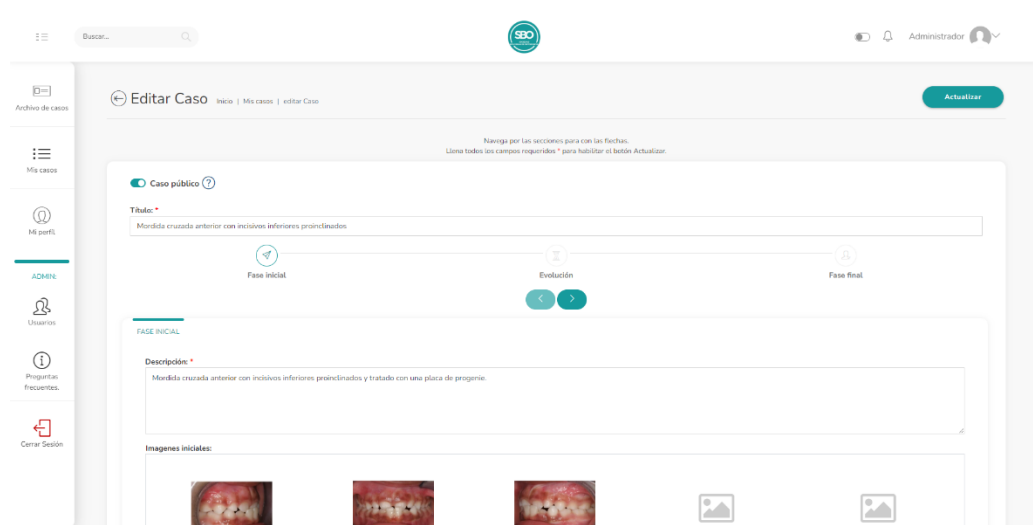 Buscar...
SBO
Administrador
Archivo de casos
Editar Caso Inicio | Mis casos | editar Caso
Actualizar
Navega por las secciones para con las flechas.
Llena todos los campos requeridos * para habilitar el botón Actualizar.
Mis casos
Caso público ?
Título: *
Mordida cruzada anterior con incisivos inferiores proinclinados
Mi perfil
Fase inicial
Evolución
Fase final
ADMIN:
Usuarios
FASE INICIAL
Descripción: *
Mordida cruzada anterior con incisivos inferiores proinclinados y tratado con una placa de progenie.
Preguntas
frecuentes.
Cerrar Sesión
Imagenes iniciales: